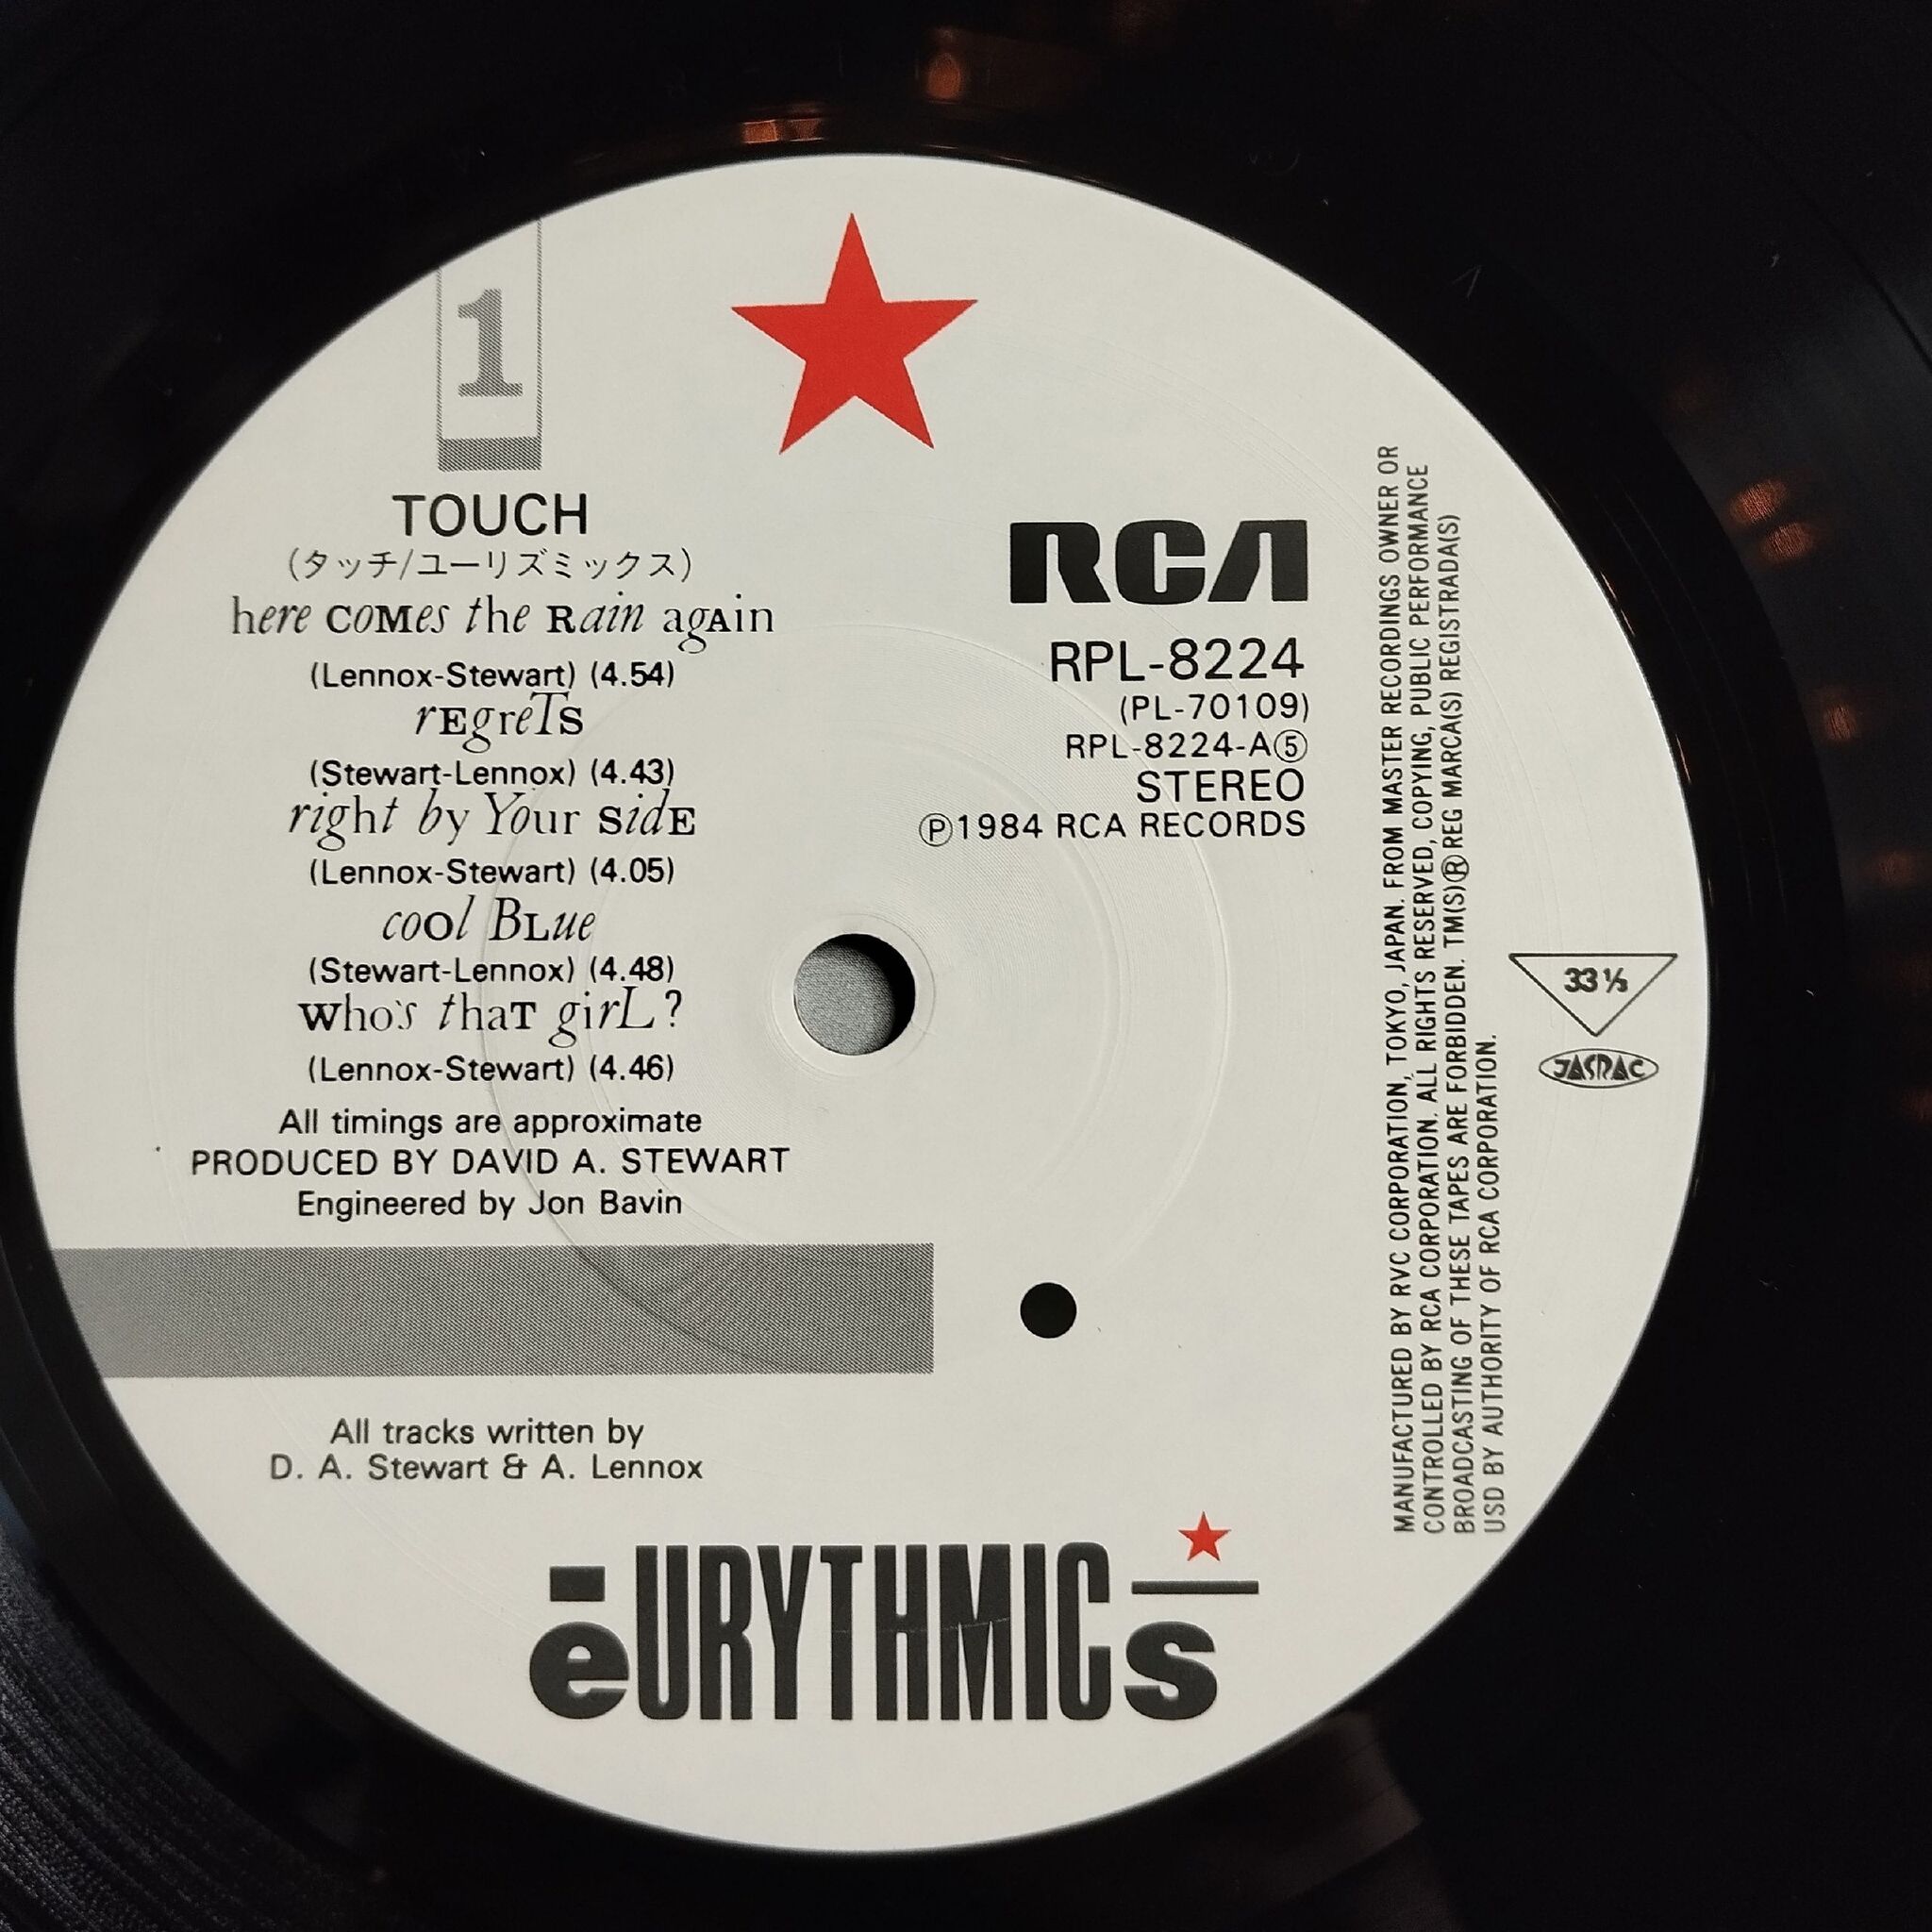 1
TOUCH
(タッチ/ユーリズミックス)
here COMes the Rain agAin
(Lennox-Stewart) (4.54)
rEgreTS
(Stewart-Lennox) (4.43)
right by Your SidE
(Lennox-Stewart) (4.05)
coOl BLue
(Stewart-Lennox) (4.48)
Who's thaT girL?
(Lennox-Stewart) (4.46)
All timings are approximate
PRODUCED BY DAVID A. STEWART
Engineered by Jon Bavin
All tracks written by
D. A. Stewart & A. Lennox
RCA
RPL-8224
(PL-70109)
RPL-8224-A⑤
STEREO
Ⓟ1984 RCA RECORDS
MANUFACTURED BY RVC CORPORATION, TOKYO, JAPAN. FROM MASTER RECORDINGS OWNER OR
CONTROLLED BY RCA CORPORATION. ALL RIGHTS RESERVED, COPYING, PUBLIC PERFORMANCE
BROADCASTING OF THESE TAPES ARE FORBIDDEN. TM(S)®REG MARCA(S) REGISTRADA(S)
USD BY AUTHORITY OF RCA CORPORATION.
33⅓
JASRAC
eURYTHMICs